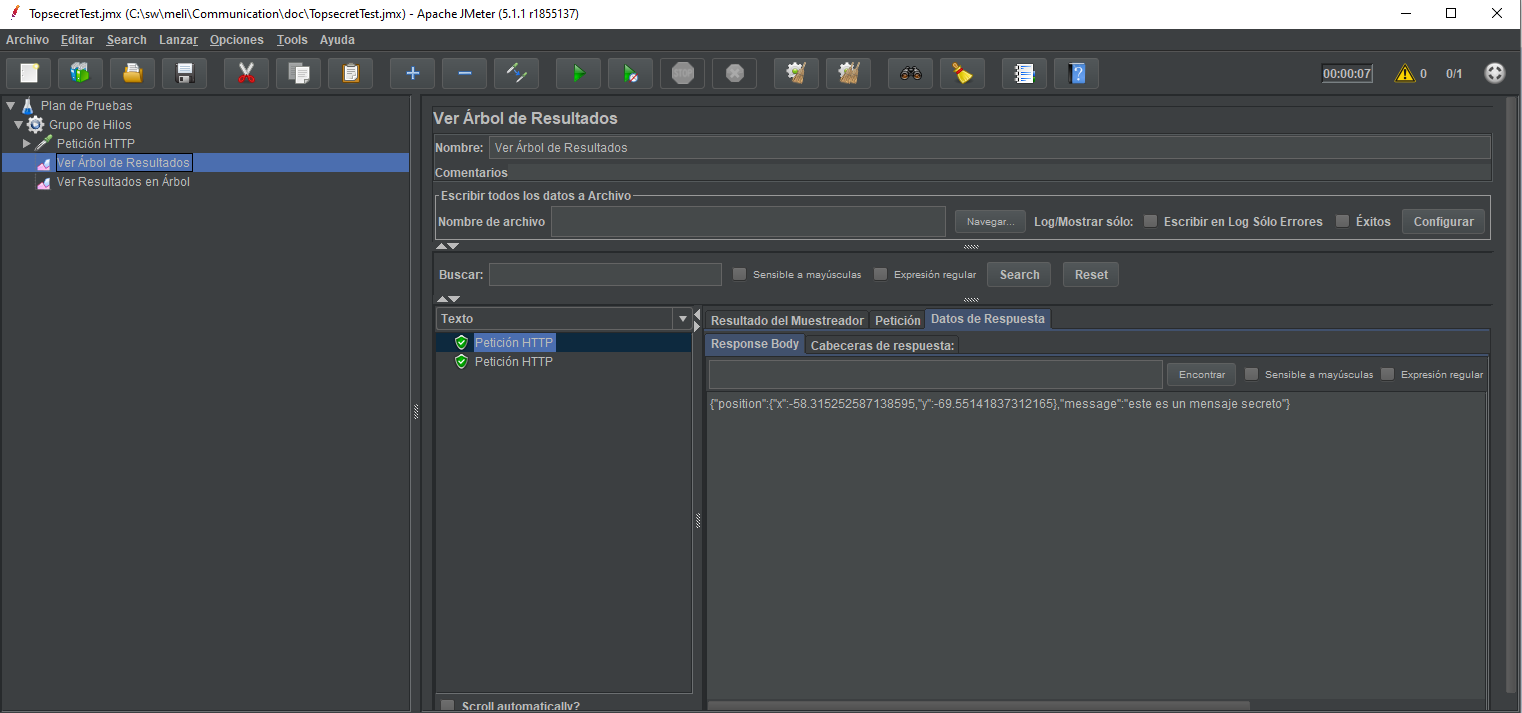 TopsecretTest.jmx (C:\sw\meli\Communication\doc\TopsecretTest.jmx) - Apache JMeter (5.1.1 r1855137)
Archivo Editar Search Lanzar Opciones Tools Ayuda
STOP 00:00:07 0 0/1
Plan de Pruebas
Grupo de Hilos
Petición HTTP
Ver Árbol de Resultados
Ver Resultados en Árbol
Ver Árbol de Resultados
Nombre: Ver Árbol de Resultados
Comentarios
Escribir todos los datos a Archivo
Nombre de archivo Navegar... Log/Mostrar sólo: Escribir en Log Sólo Errores Éxitos Configurar
Buscar: Sensible a mayúsculas Expresión regular Search Reset
Texto
Petición HTTP
Petición HTTP
Scroll automatically?
Resultado del Muestreador Petición Datos de Respuesta
Response Body Cabeceras de respuesta:
Encontrar Sensible a mayúsculas Expresión regular
{"position":{"x":-58.315252587138595,"y":-69.55141837312165},"message":"este es un mensaje secreto"}